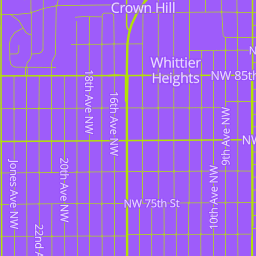 Crown Hill
Whittier
Heights
NW 85th
18th Ave NW
16th Ave NW
9th Ave NW
NW
Jones Ave NW
20th Ave NW
10th Ave NW
NW 75th St
22nd A